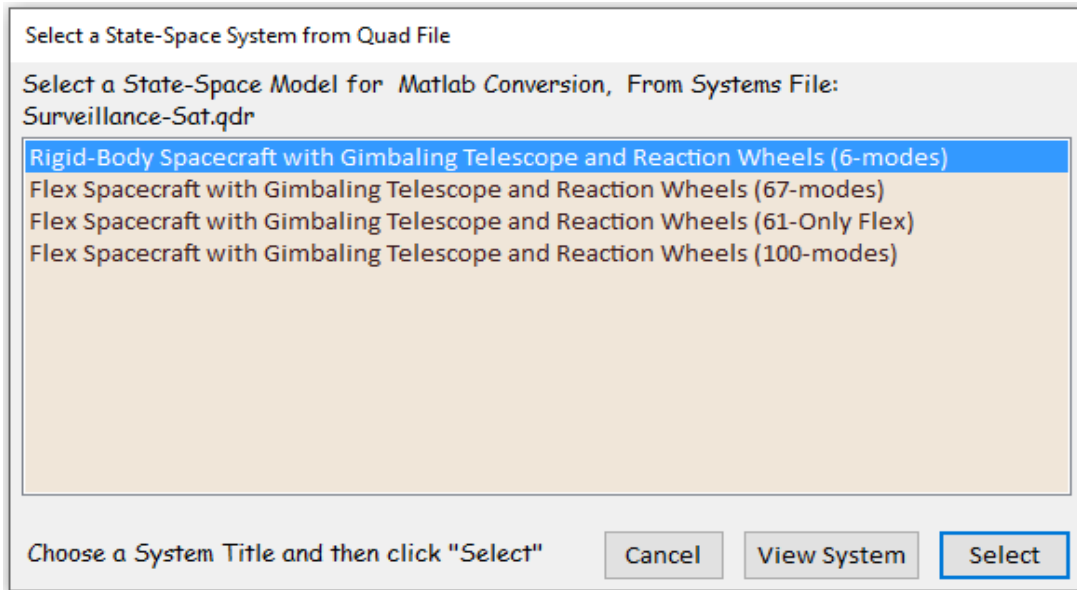 Select a State-Space System from Quad File
Select a State-Space Model for Matlab Conversion, From Systems File:
Surveillance-Sat.qdr
Rigid-Body Spacecraft with Gimbaling Telescope and Reaction Wheels (6-modes)
Flex Spacecraft with Gimbaling Telescope and Reaction Wheels (67-modes)
Flex Spacecraft with Gimbaling Telescope and Reaction Wheels (61-Only Flex)
Flex Spacecraft with Gimbaling Telescope and Reaction Wheels (100-modes)
Choose a System Title and then click "Select" Cancel View System Select